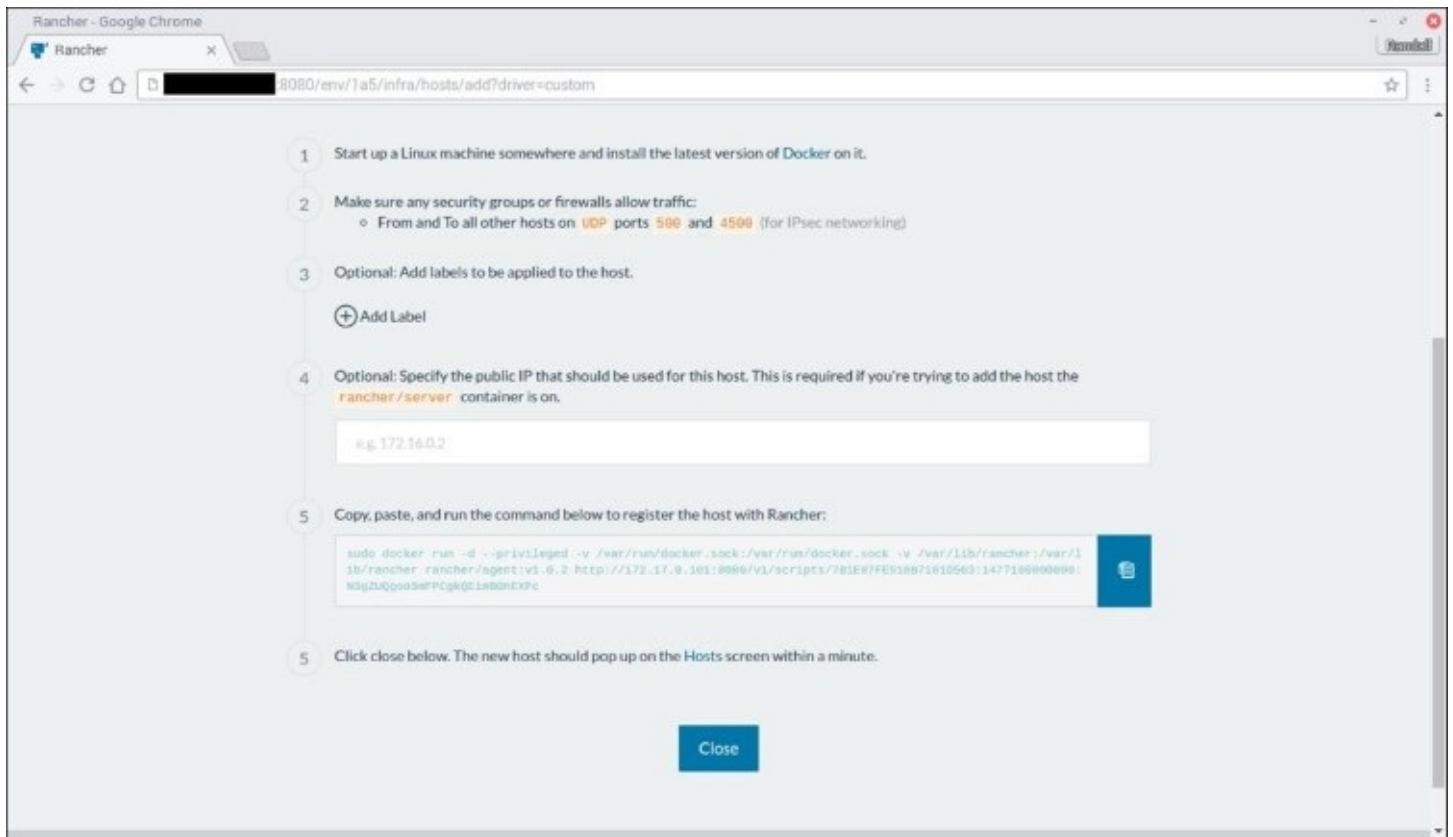 Rancher - Google Chrome
Rancher
:8080/env/1a5/infra/hosts/add?driver=custom
1 Start up a Linux machine somewhere and install the latest version of Docker on it.
2 Make sure any security groups or firewalls allow traffic:
From and To all other hosts on UDP ports 500 and 4500 (for IPsec networking)
3 Optional: Add labels to be applied to the host.
Add Label
4 Optional: Specify the public IP that should be used for this host. This is required if you're trying to add the host the
rancher/server container is on.
e.g. 172.16.0.2
5 Copy, paste, and run the command below to register the host with Rancher:
sudo docker run -d --privileged -v /var/run/docker.sock:/var/run/docker.sock -v /var/lib/rancher:/var/l
ib/rancher rancher/agent:v1.0.2
5 Click close below. The new host should pop up on the Hosts screen within a minute.
Close